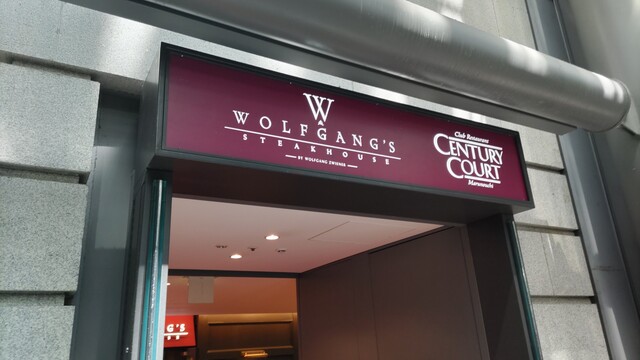 W
WOLFGANG'S
STEAKHOUSE
BY WOLFGANG ZWIENER
Club Restaurant
CENTURY
COURT
Marunouchi
G'S